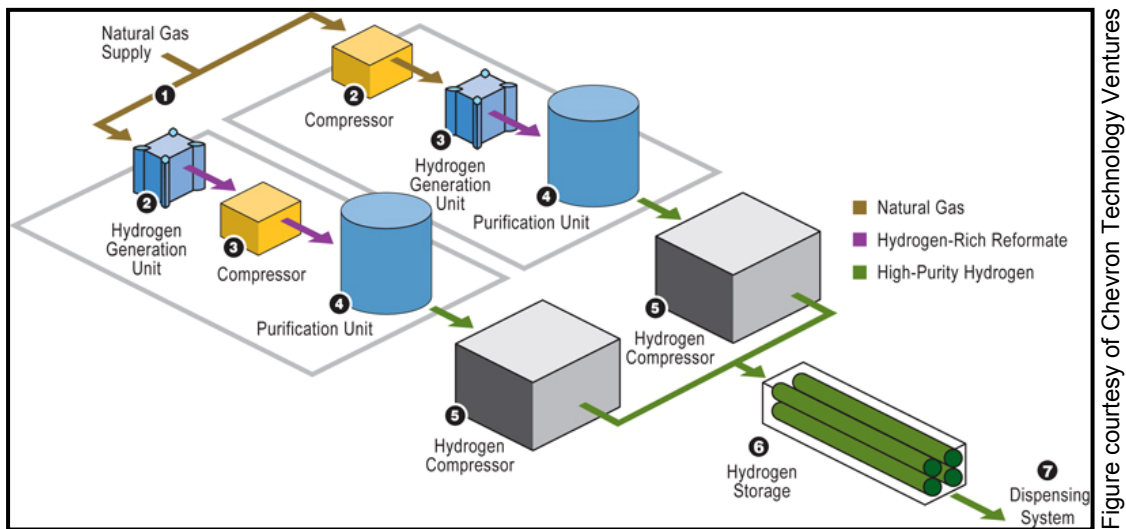 Natural Gas
Supply
1
2
Compressor
3
Hydrogen
Generation
Unit
4
Purification Unit
2
Hydrogen
Generation
Unit
3
Compressor
4
Purification Unit
5
Hydrogen
Compressor
5
Hydrogen
Compressor
Natural Gas
Hydrogen-Rich Reformate
High-Purity Hydrogen
6
Hydrogen
Storage
7
Dispensing
System
Figure courtesy of Chevron Technology Ventures